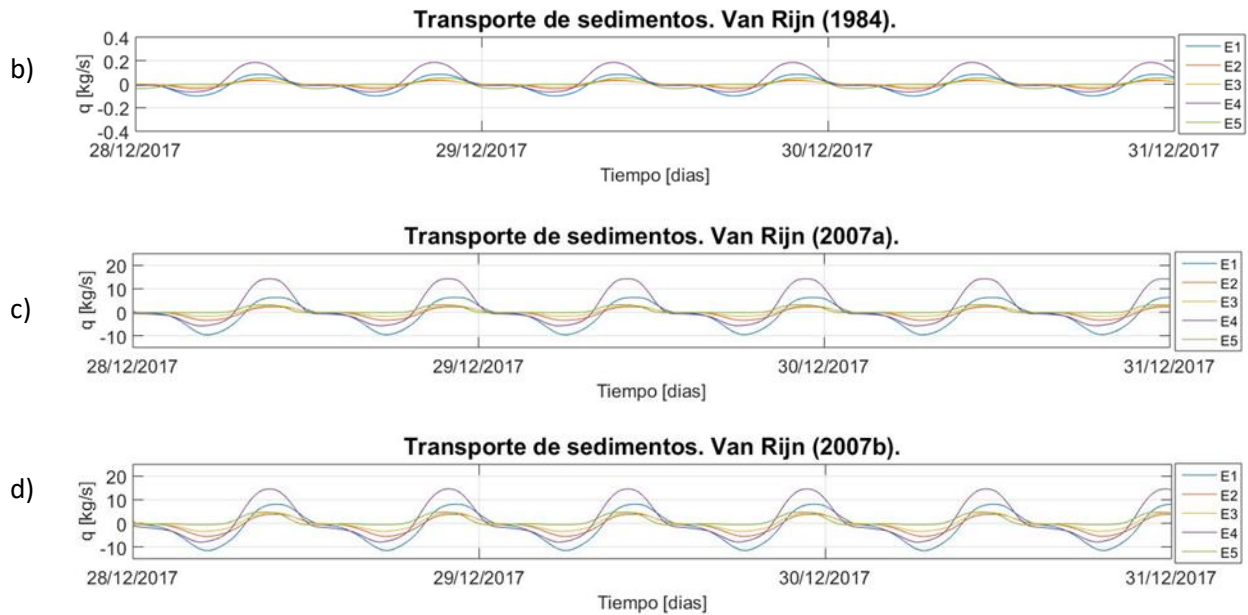 b)
Transporte de sedimentos. Van Rijn (1984).
q [kg/s]
0.4
0.2
0
-0.2
-0.4
28/12/2017 29/12/2017 30/12/2017 31/12/2017
Tiempo [dias]
E1
E2
E3
E4
E5
c)
Transporte de sedimentos. Van Rijn (2007a).
q [kg/s]
20
10
0
-10
28/12/2017 29/12/2017 30/12/2017 31/12/2017
Tiempo [dias]
E1
E2
E3
E4
E5
d)
Transporte de sedimentos. Van Rijn (2007b).
q [kg/s]
20
10
0
-10
28/12/2017 29/12/2017 30/12/2017 31/12/2017
Tiempo [dias]
E1
E2
E3
E4
E5